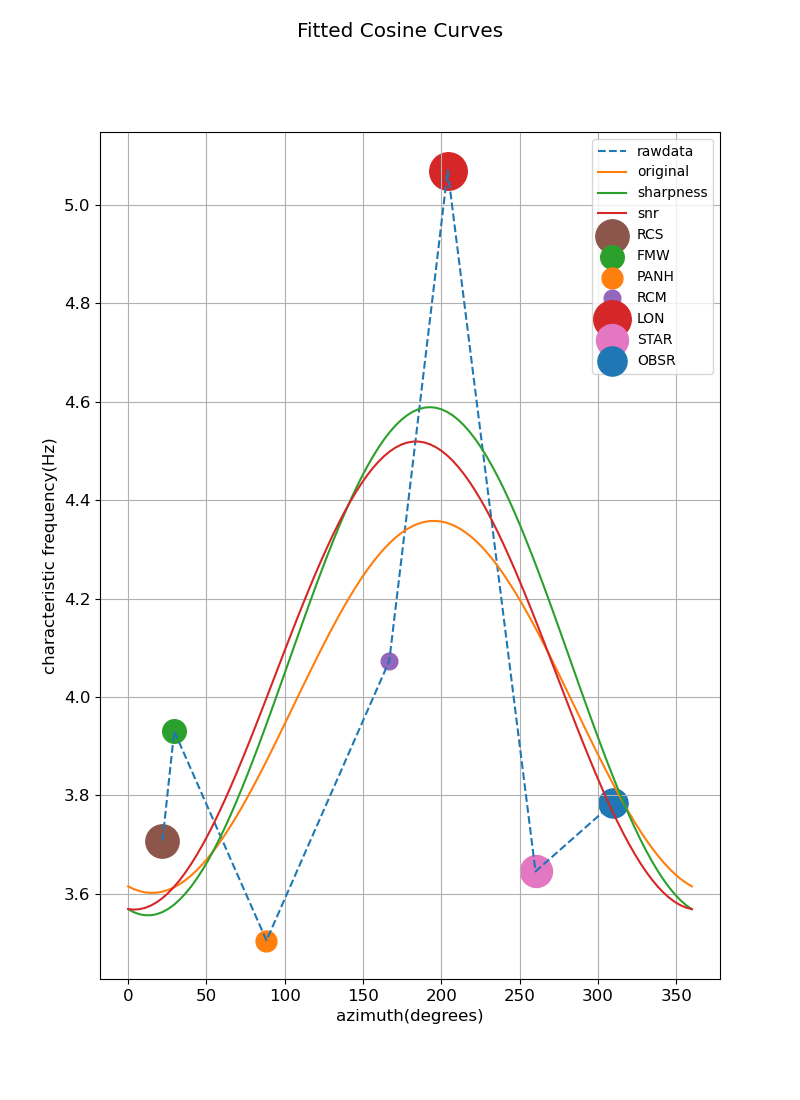 Fitted Cosine Curves
rawdata
original
sharpness
snr
RCS
FMW
PANH
RCM
LON
STAR
OBSR
characteristic frequency(Hz)
5.0
4.8
4.6
4.4
4.2
4.0
3.8
3.6
0 50 100 150 200 250 300 350
azimuth(degrees)